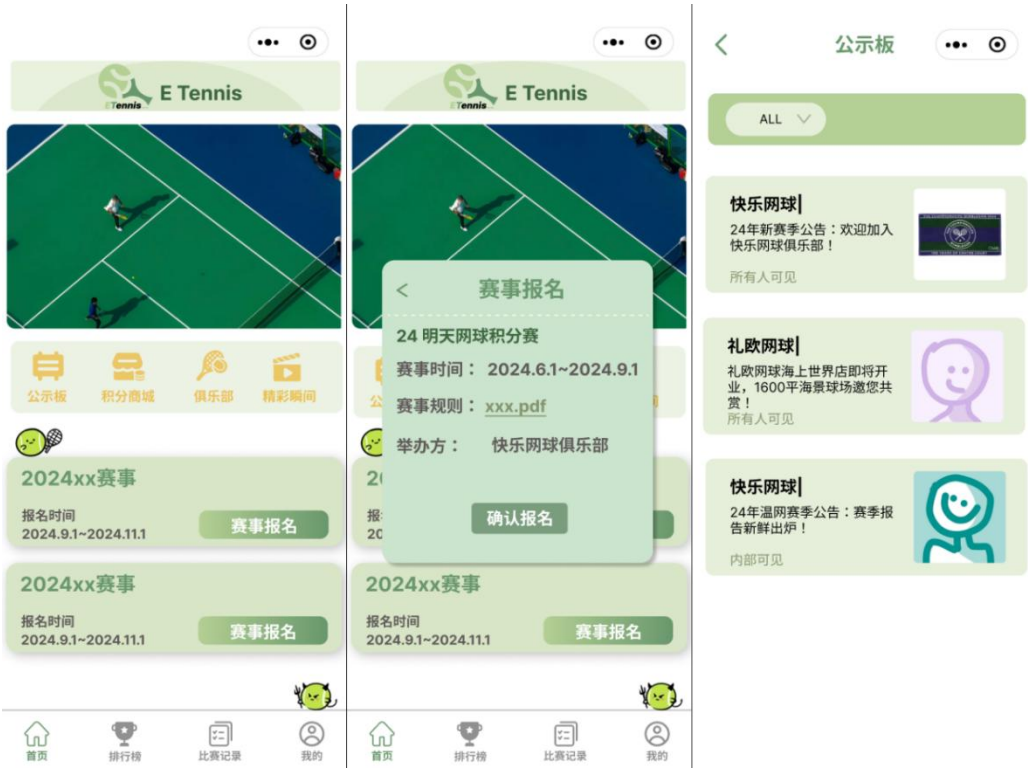 ETennis
E Tennis
公示板
积分商城
俱乐部
精彩瞬间
2024xx赛事
报名时间
2024.9.1~2024.11.1
赛事报名
2024xx赛事
报名时间
2024.9.1~2024.11.1
赛事报名
首页
排行榜
比赛记录
我的
ETennis
E Tennis
<
赛事报名
24 明天网球积分赛
赛事时间： 2024.6.1~2024.9.1
赛事规则： xxx.pdf
举办方： 快乐网球俱乐部
确认报名
公
2
报
20
2024xx赛事
报名时间
2024.9.1~2024.11.1
赛事报名
首页
排行榜
比赛记录
我的
公示板
ALL
快乐网球|
24年新赛季公告：欢迎加入
快乐网球俱乐部！
所有人可见
礼欧网球|
礼欧网球海上世界店即将开
业，1600平海景球场邀您共
赏！
所有人可见
快乐网球|
24年温网赛季公告：赛季报
告新鲜出炉！
内部可见